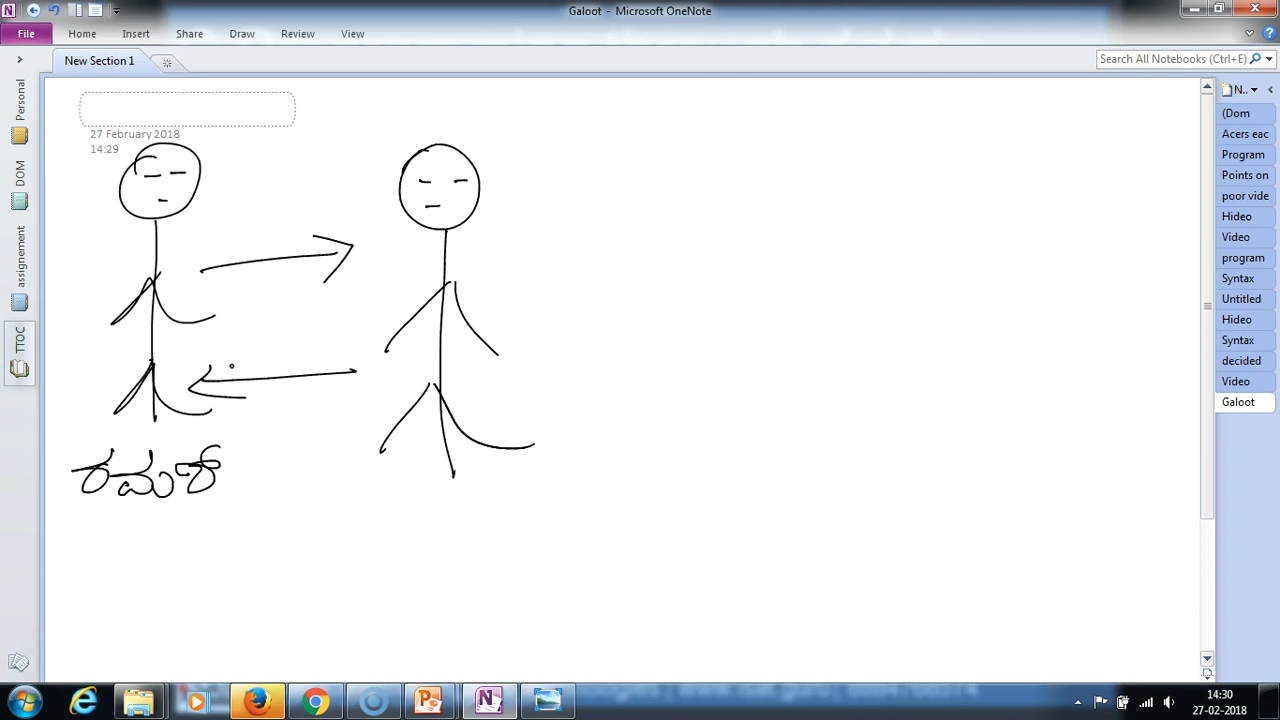 Galoot - Microsoft OneNote
File Home Insert Share Draw Review View
New Section 1
Search All Notebooks (Ctrl+E)
N..
27 February 2018
14:29
Personal
DOM
assignement
TTOC
(Dom
Acers eac
Program
Points on
poor vide
Hideo
Video
program
Syntax
Untitled
Hideo
Syntax
decided
Video
Galoot
14:30
27-02-2018